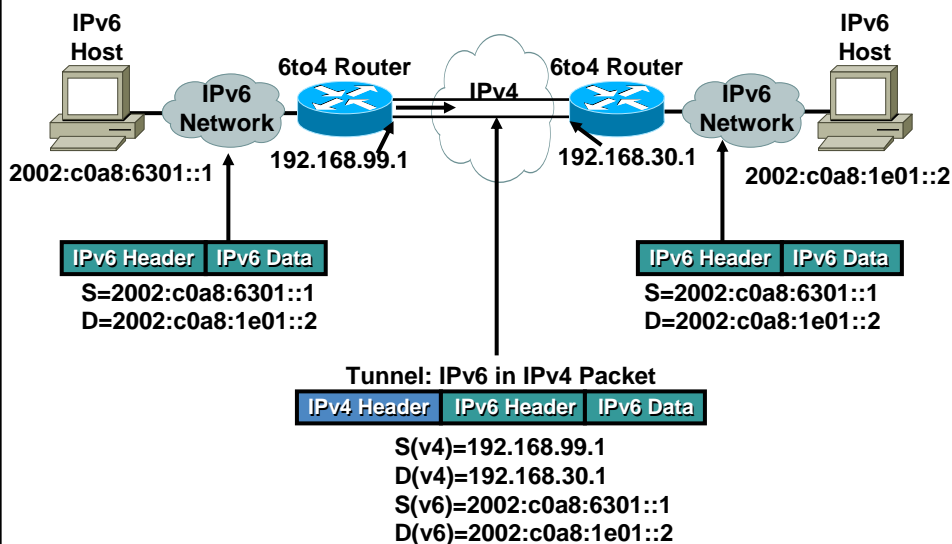 IPv6
Host
IPv6
Host
6to4 Router
6to4 Router
IPv4
IPv6
Network
IPv6
Network
192.168.99.1
192.168.30.1
2002:c0a8:6301::1
2002:c0a8:1e01::2
IPv6 Header IPv6 Data
IPv6 Header IPv6 Data
S=2002:c0a8:6301::1
D=2002:c0a8:1e01::2
S=2002:c0a8:6301::1
D=2002:c0a8:1e01::2
Tunnel: IPv6 in IPv4 Packet
IPv4 Header IPv6 Header IPv6 Data
S(v4)=192.168.99.1
D(v4)=192.168.30.1
S(v6)=2002:c0a8:6301::1
D(v6)=2002:c0a8:1e01::2